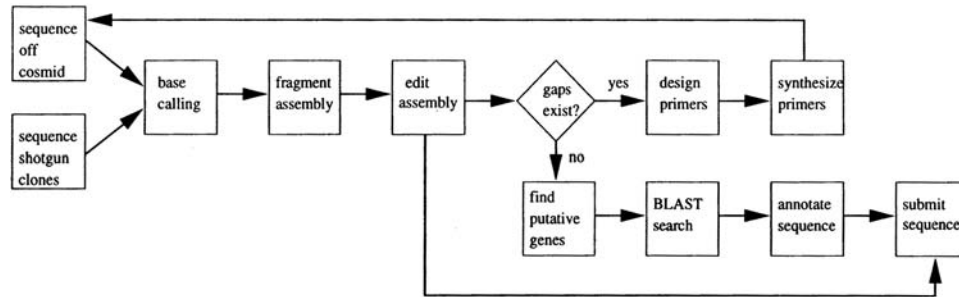 sequence
off
cosmid
sequence
shotgun
clones
base
calling
fragment
assembly
edit
assembly
gaps
exist?
yes
design
primers
synthesize
primers
no
find
putative
genes
BLAST
search
annotate
sequence
submit
sequence